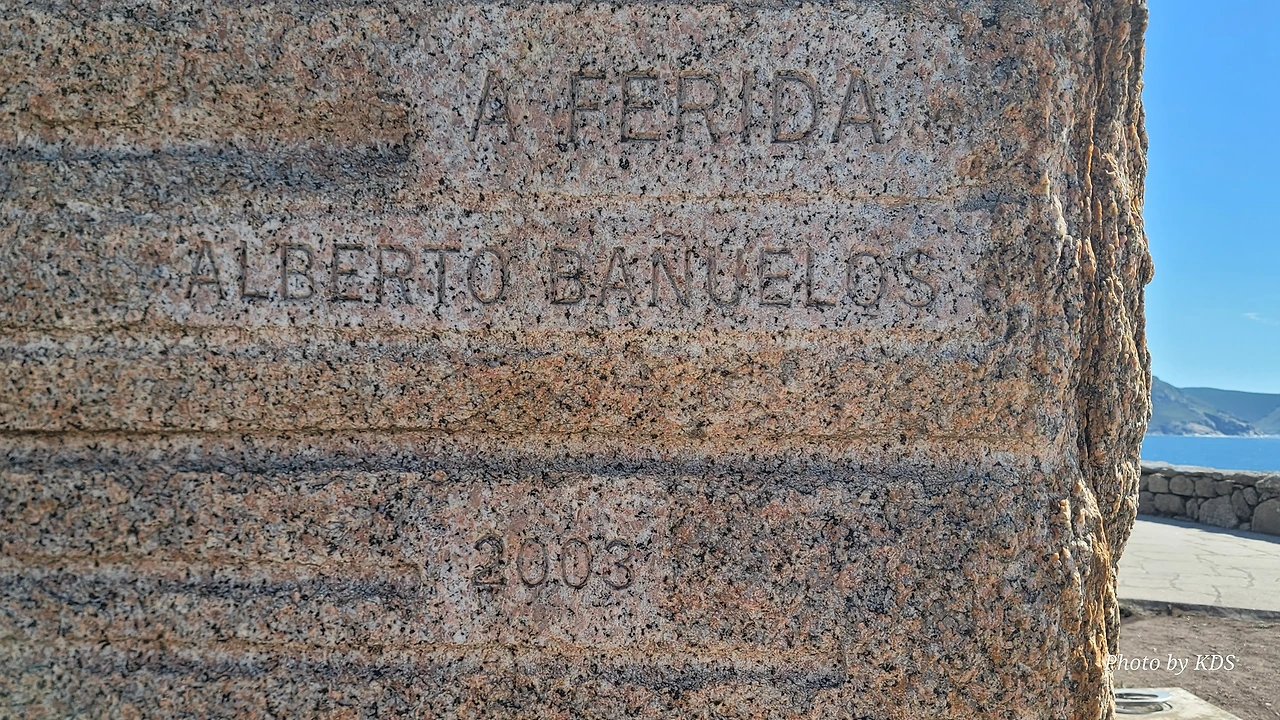 A FERIDA
ALBERTO BAÑUELOS
2003
Photo by KDS